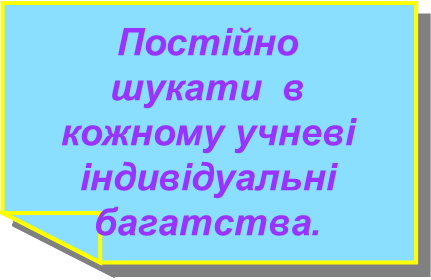 Постійно
шукати в
кожному учневі
індивідуальні
багатства.